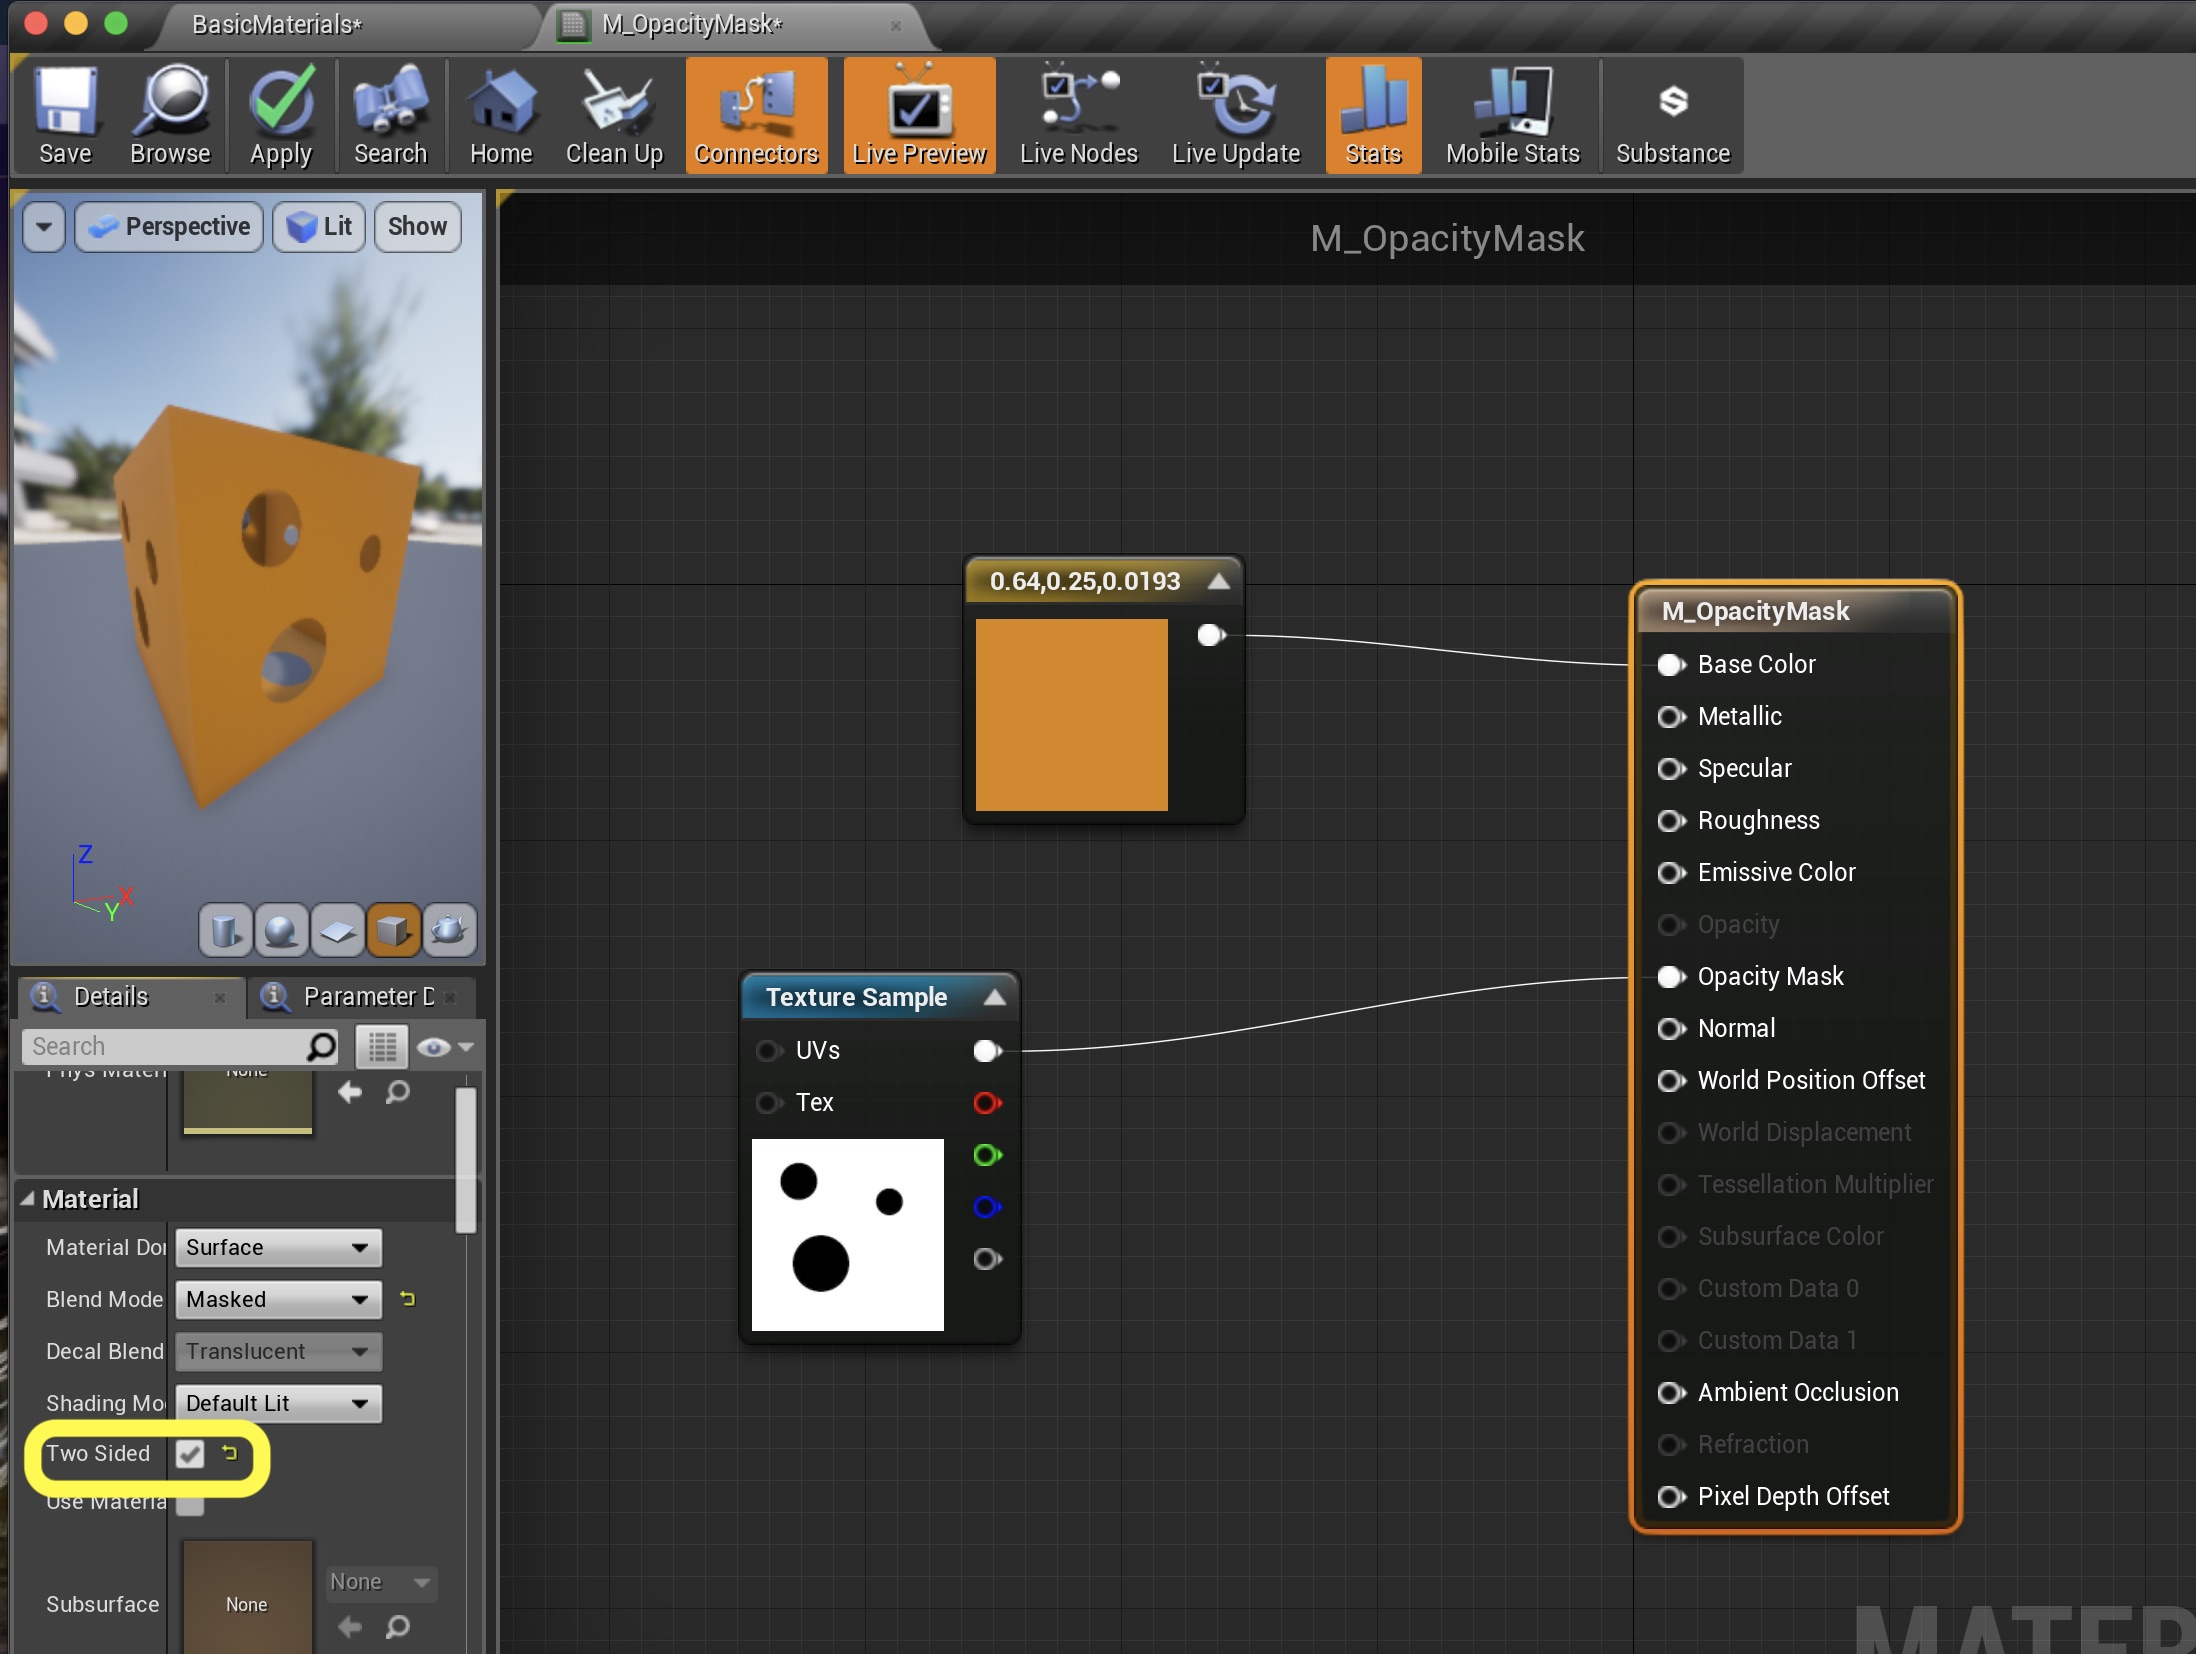 BasicMaterials*
M_OpacityMask*
Save
Browse
Apply
Search
Home
Clean Up
Connectors
Live Preview
Live Nodes
Live Update
Stats
Mobile Stats
Substance
Perspective
Lit
Show
Z
X
Y
M_OpacityMask
0.64,0.25,0.0193
Texture Sample
UVs
Tex
M_OpacityMask
Base Color
Metallic
Specular
Roughness
Emissive Color
Opacity
Opacity Mask
Normal
World Position Offset
World Displacement
Tessellation Multiplier
Subsurface Color
Custom Data 0
Custom Data 1
Ambient Occlusion
Refraction
Pixel Depth Offset
Details
Parameter D
Search
Phys Materi
None
Material
Material Do
Surface
Blend Mode
Masked
Decal Blend
Translucent
Shading Mo
Default Lit
Two Sided
Use Materia
Subsurface
None
None
MATER